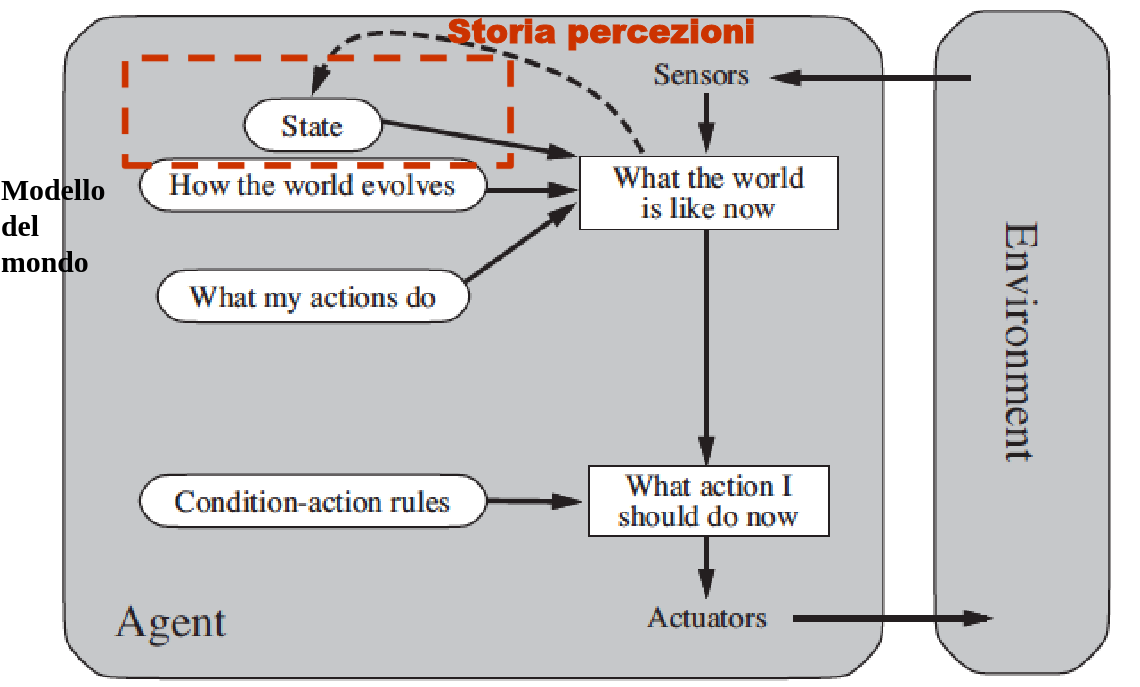 Storia percezioni
Sensors
State
Modello
del
mondo
How the world evolves
What the world
is like now
What my actions do
Environment
Condition-action rules
What action I
should do now
Agent
Actuators